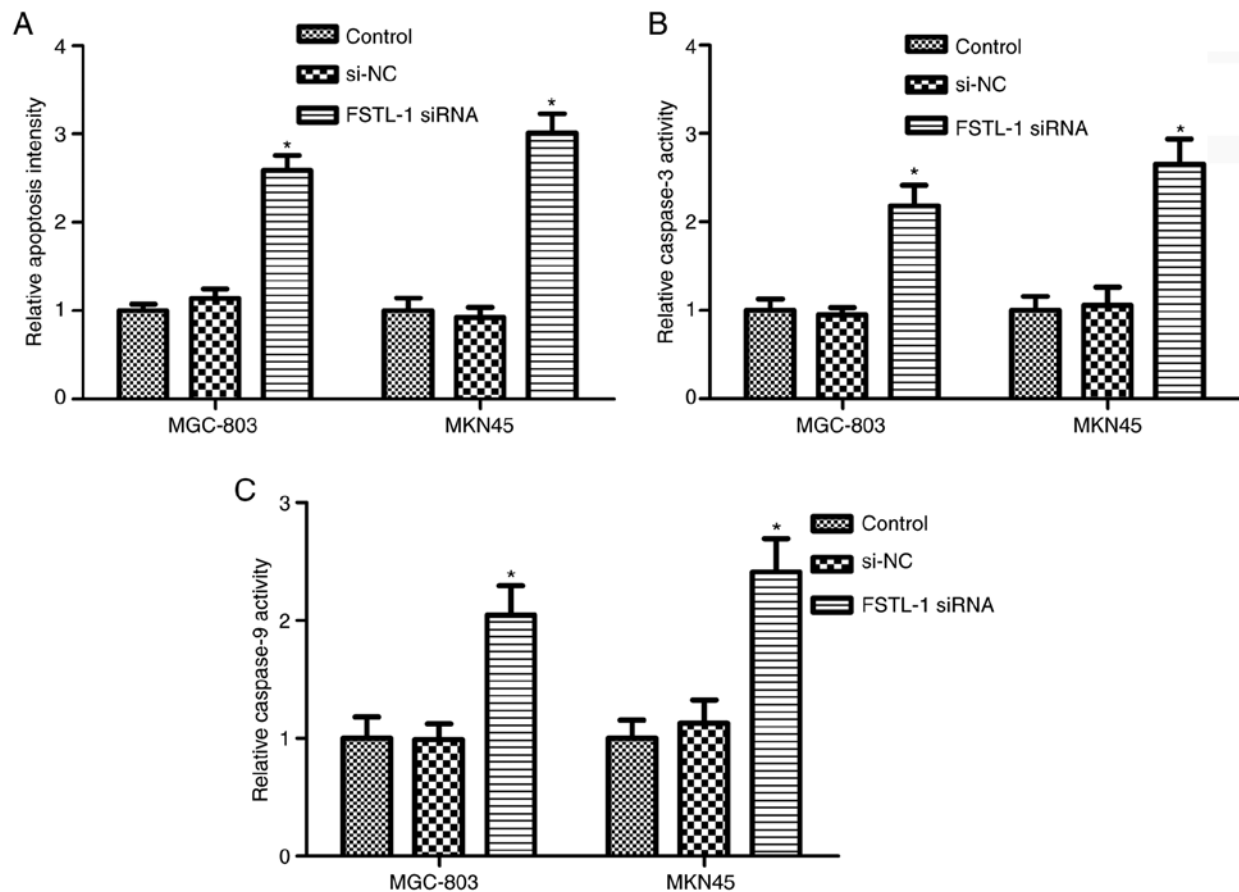 A
Control
si-NC
FSTL-1 siRNA
Relative apoptosis intensity
4
3
2
1
0
*
*
MGC-803
MKN45
B
Control
si-NC
FSTL-1 siRNA
Relative caspase-3 activity
4
3
2
1
0
*
*
MGC-803
MKN45
C
Control
si-NC
FSTL-1 siRNA
Relative caspase-9 activity
3
2
1
0
*
*
MGC-803
MKN45